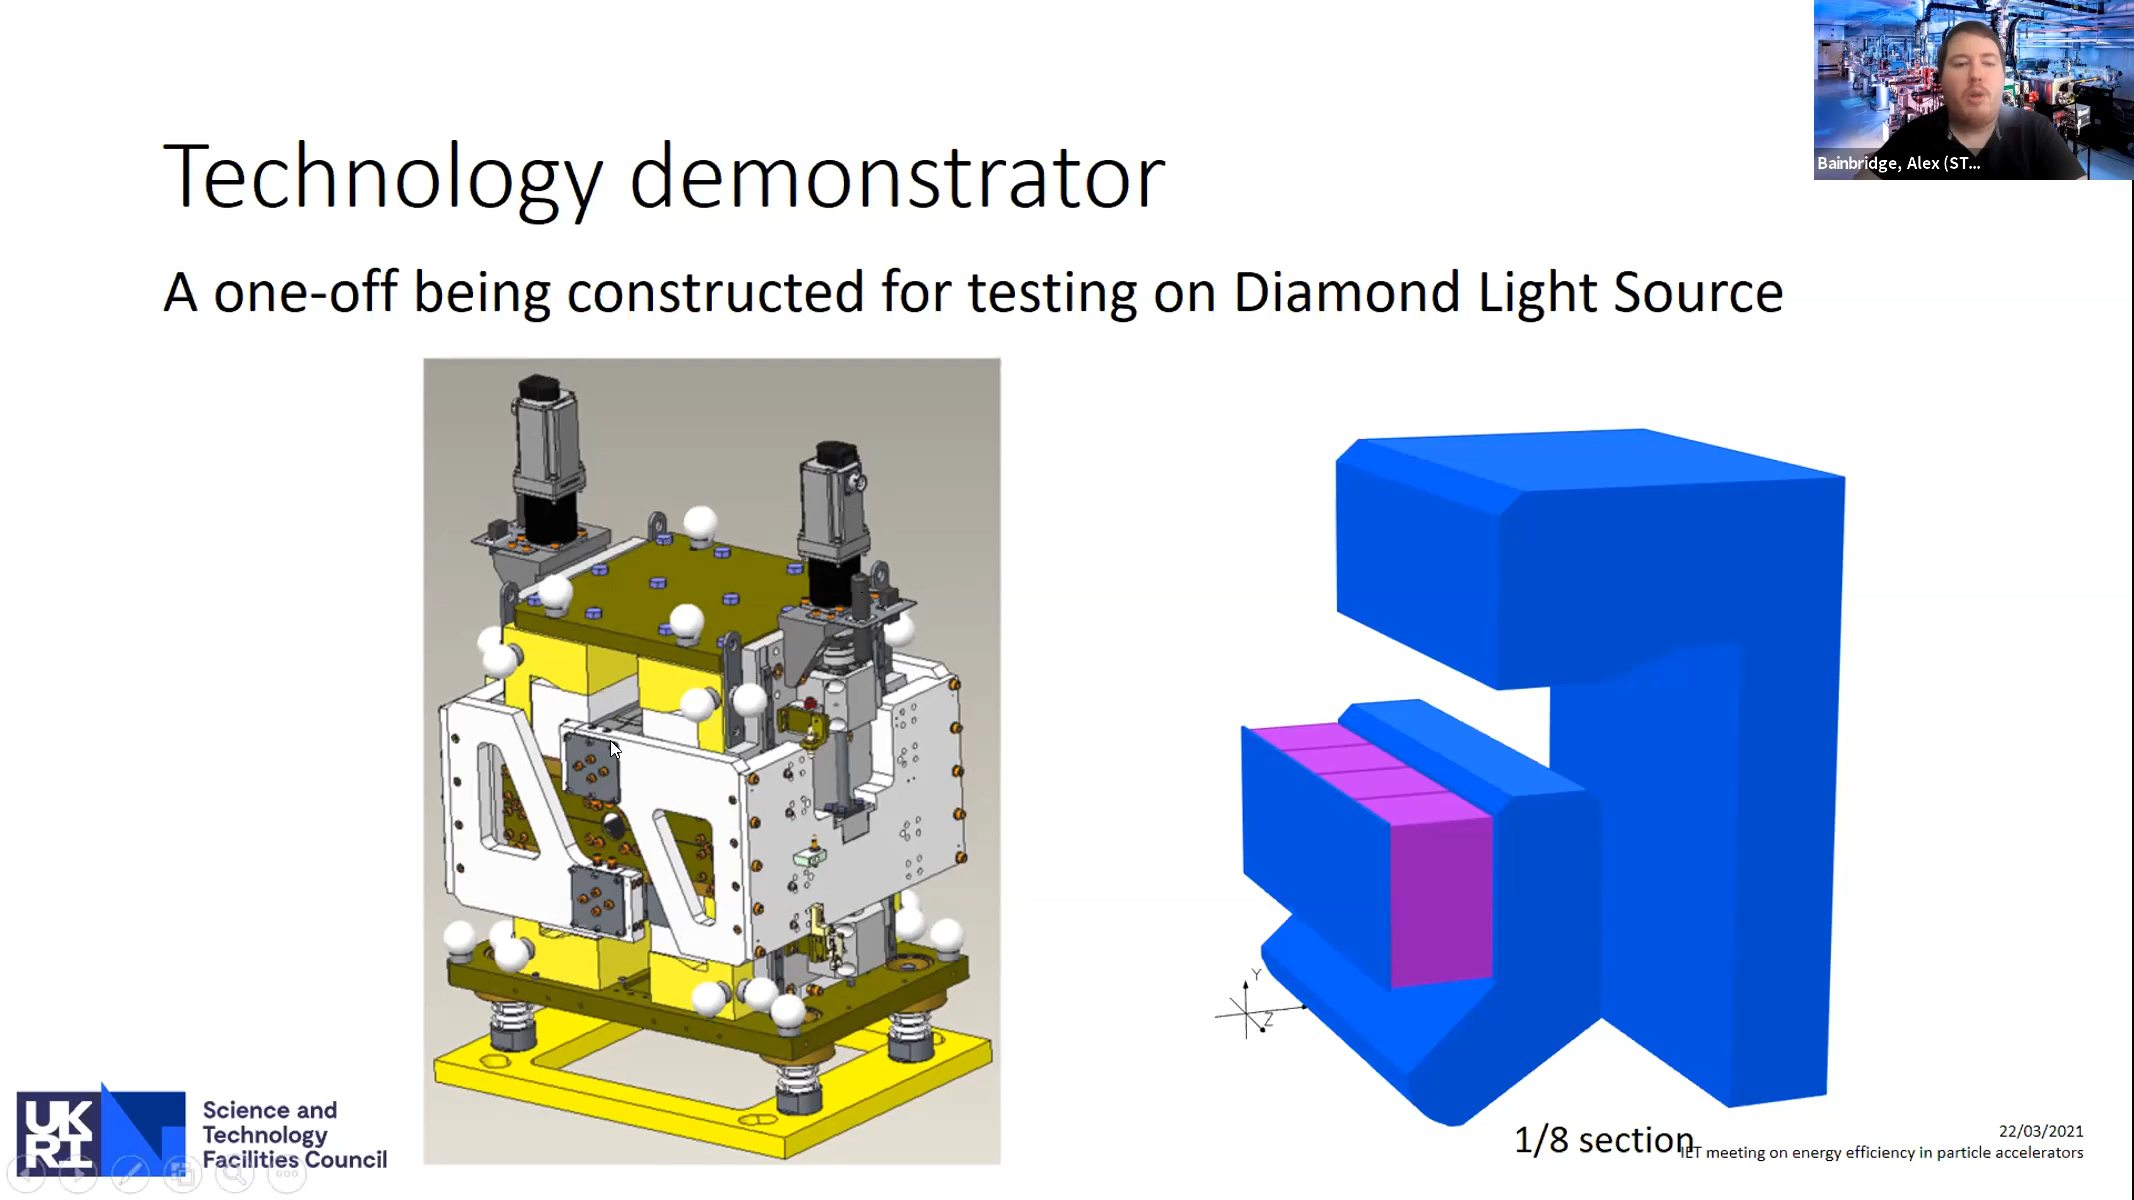 Bainbridge, Alex (ST...
Technology demonstrator
A one-off being constructed for testing on Diamond Light Source
Y
Z
1/8 section
22/03/2021
IET meeting on energy efficiency in particle accelerators
UK
RI
Science and
Technology
Facilities Council